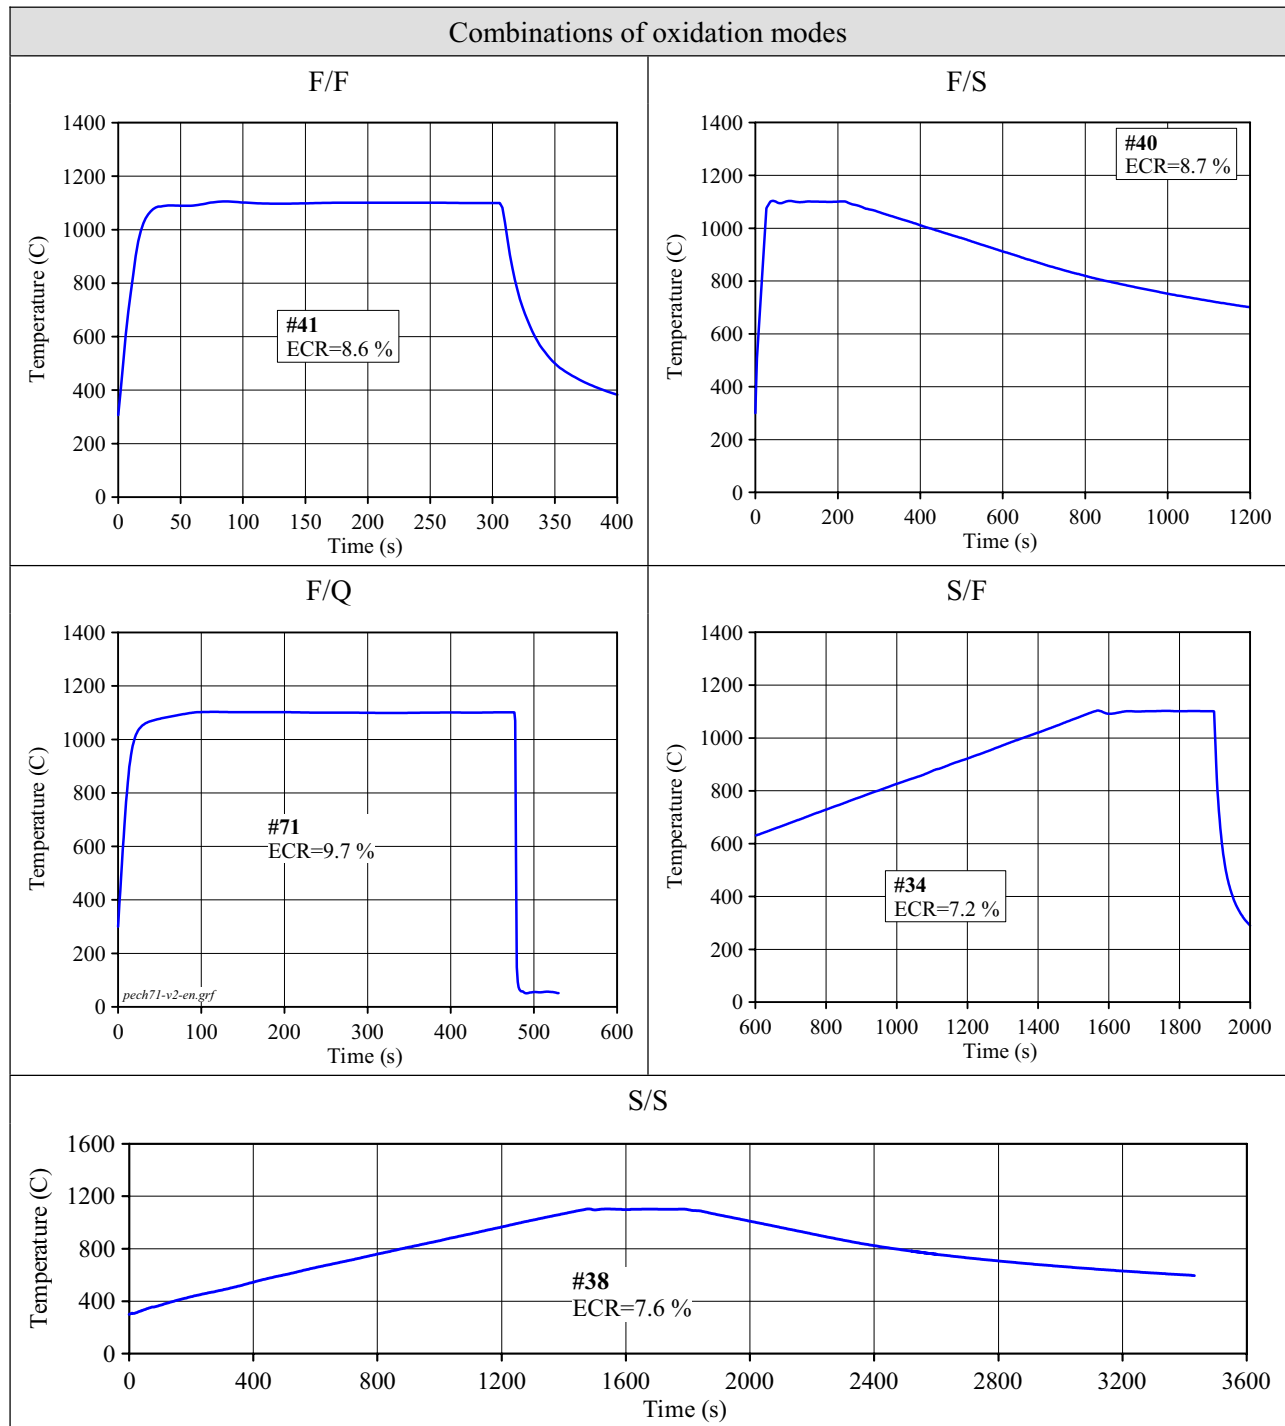 Combinations of oxidation modes
F/F
Temperature (C)
1400
1200
1000
800
600
400
200
0
#41
ECR=8.6 %
0 50 100 150 200 250 300 350 400
Time (s)
F/S
Temperature (C)
1400
1200
1000
800
600
400
200
0
#40
ECR=8.7 %
0 200 400 600 800 1000 1200
Time (s)
F/Q
Temperature (C)
1400
1200
1000
800
600
400
200
0
#71
ECR=9.7 %
pech71-v2-en.grf
0 100 200 300 400 500 600
Time (s)
S/F
Temperature (C)
1400
1200
1000
800
600
400
200
0
#34
ECR=7.2 %
600 800 1000 1200 1400 1600 1800 2000
Time (s)
S/S
Temperature (C)
1600
1200
800
400
0
#38
ECR=7.6 %
0 400 800 1200 1600 2000 2400 2800 3200 3600
Time (s)